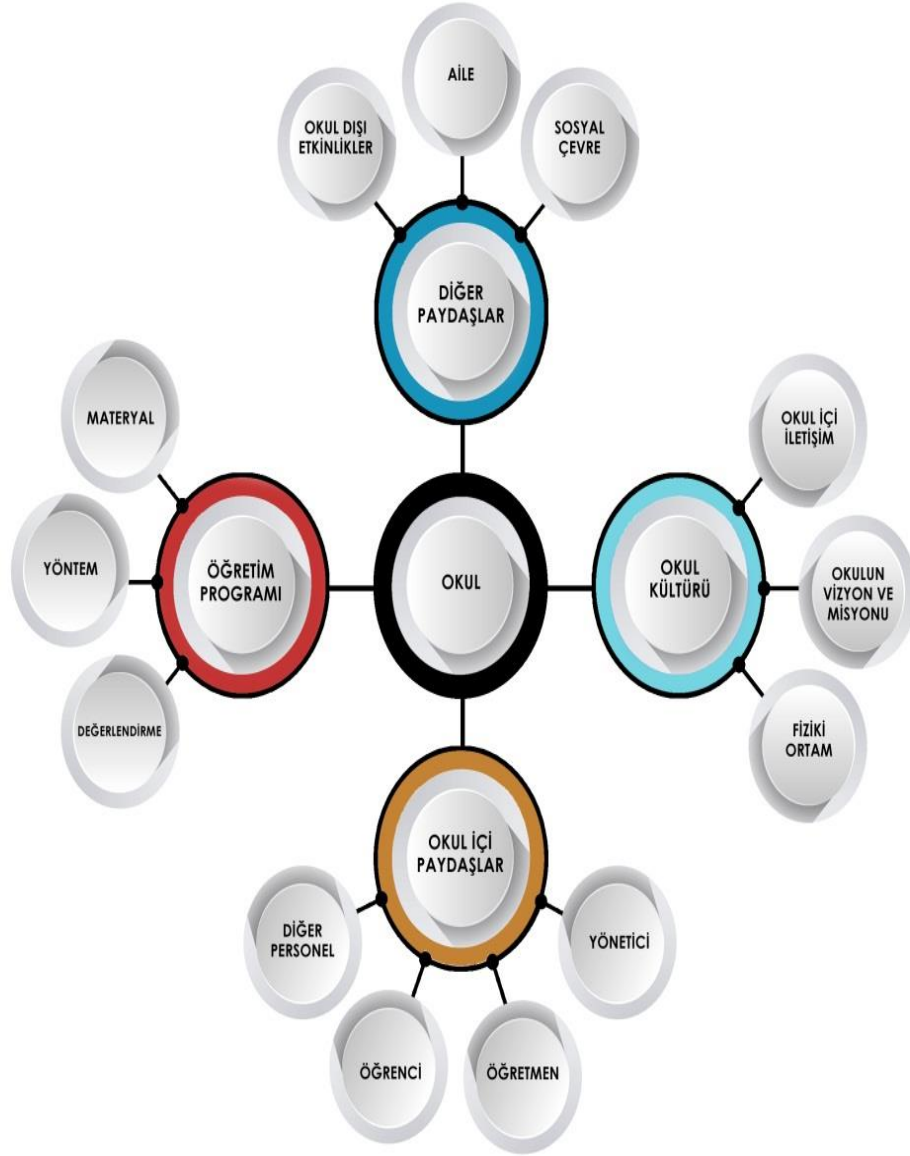 AİLE
OKUL DIŞI
ETKİNLİKLER
SOSYAL
ÇEVRE
DİĞER
PAYDAŞLAR
MATERYAL
YÖNTEM
DEĞERLENDİRME
ÖĞRETİM
PROGRAMI
OKUL
OKUL
KÜLTÜRÜ
OKUL İÇİ
İLETİŞİM
OKULUN
VİZYON VE
MİSYONU
FİZİKİ
ORTAM
OKUL İÇİ
PAYDAŞLAR
DİĞER
PERSONEL
ÖĞRENCİ
ÖĞRETMEN
YÖNETİCİ